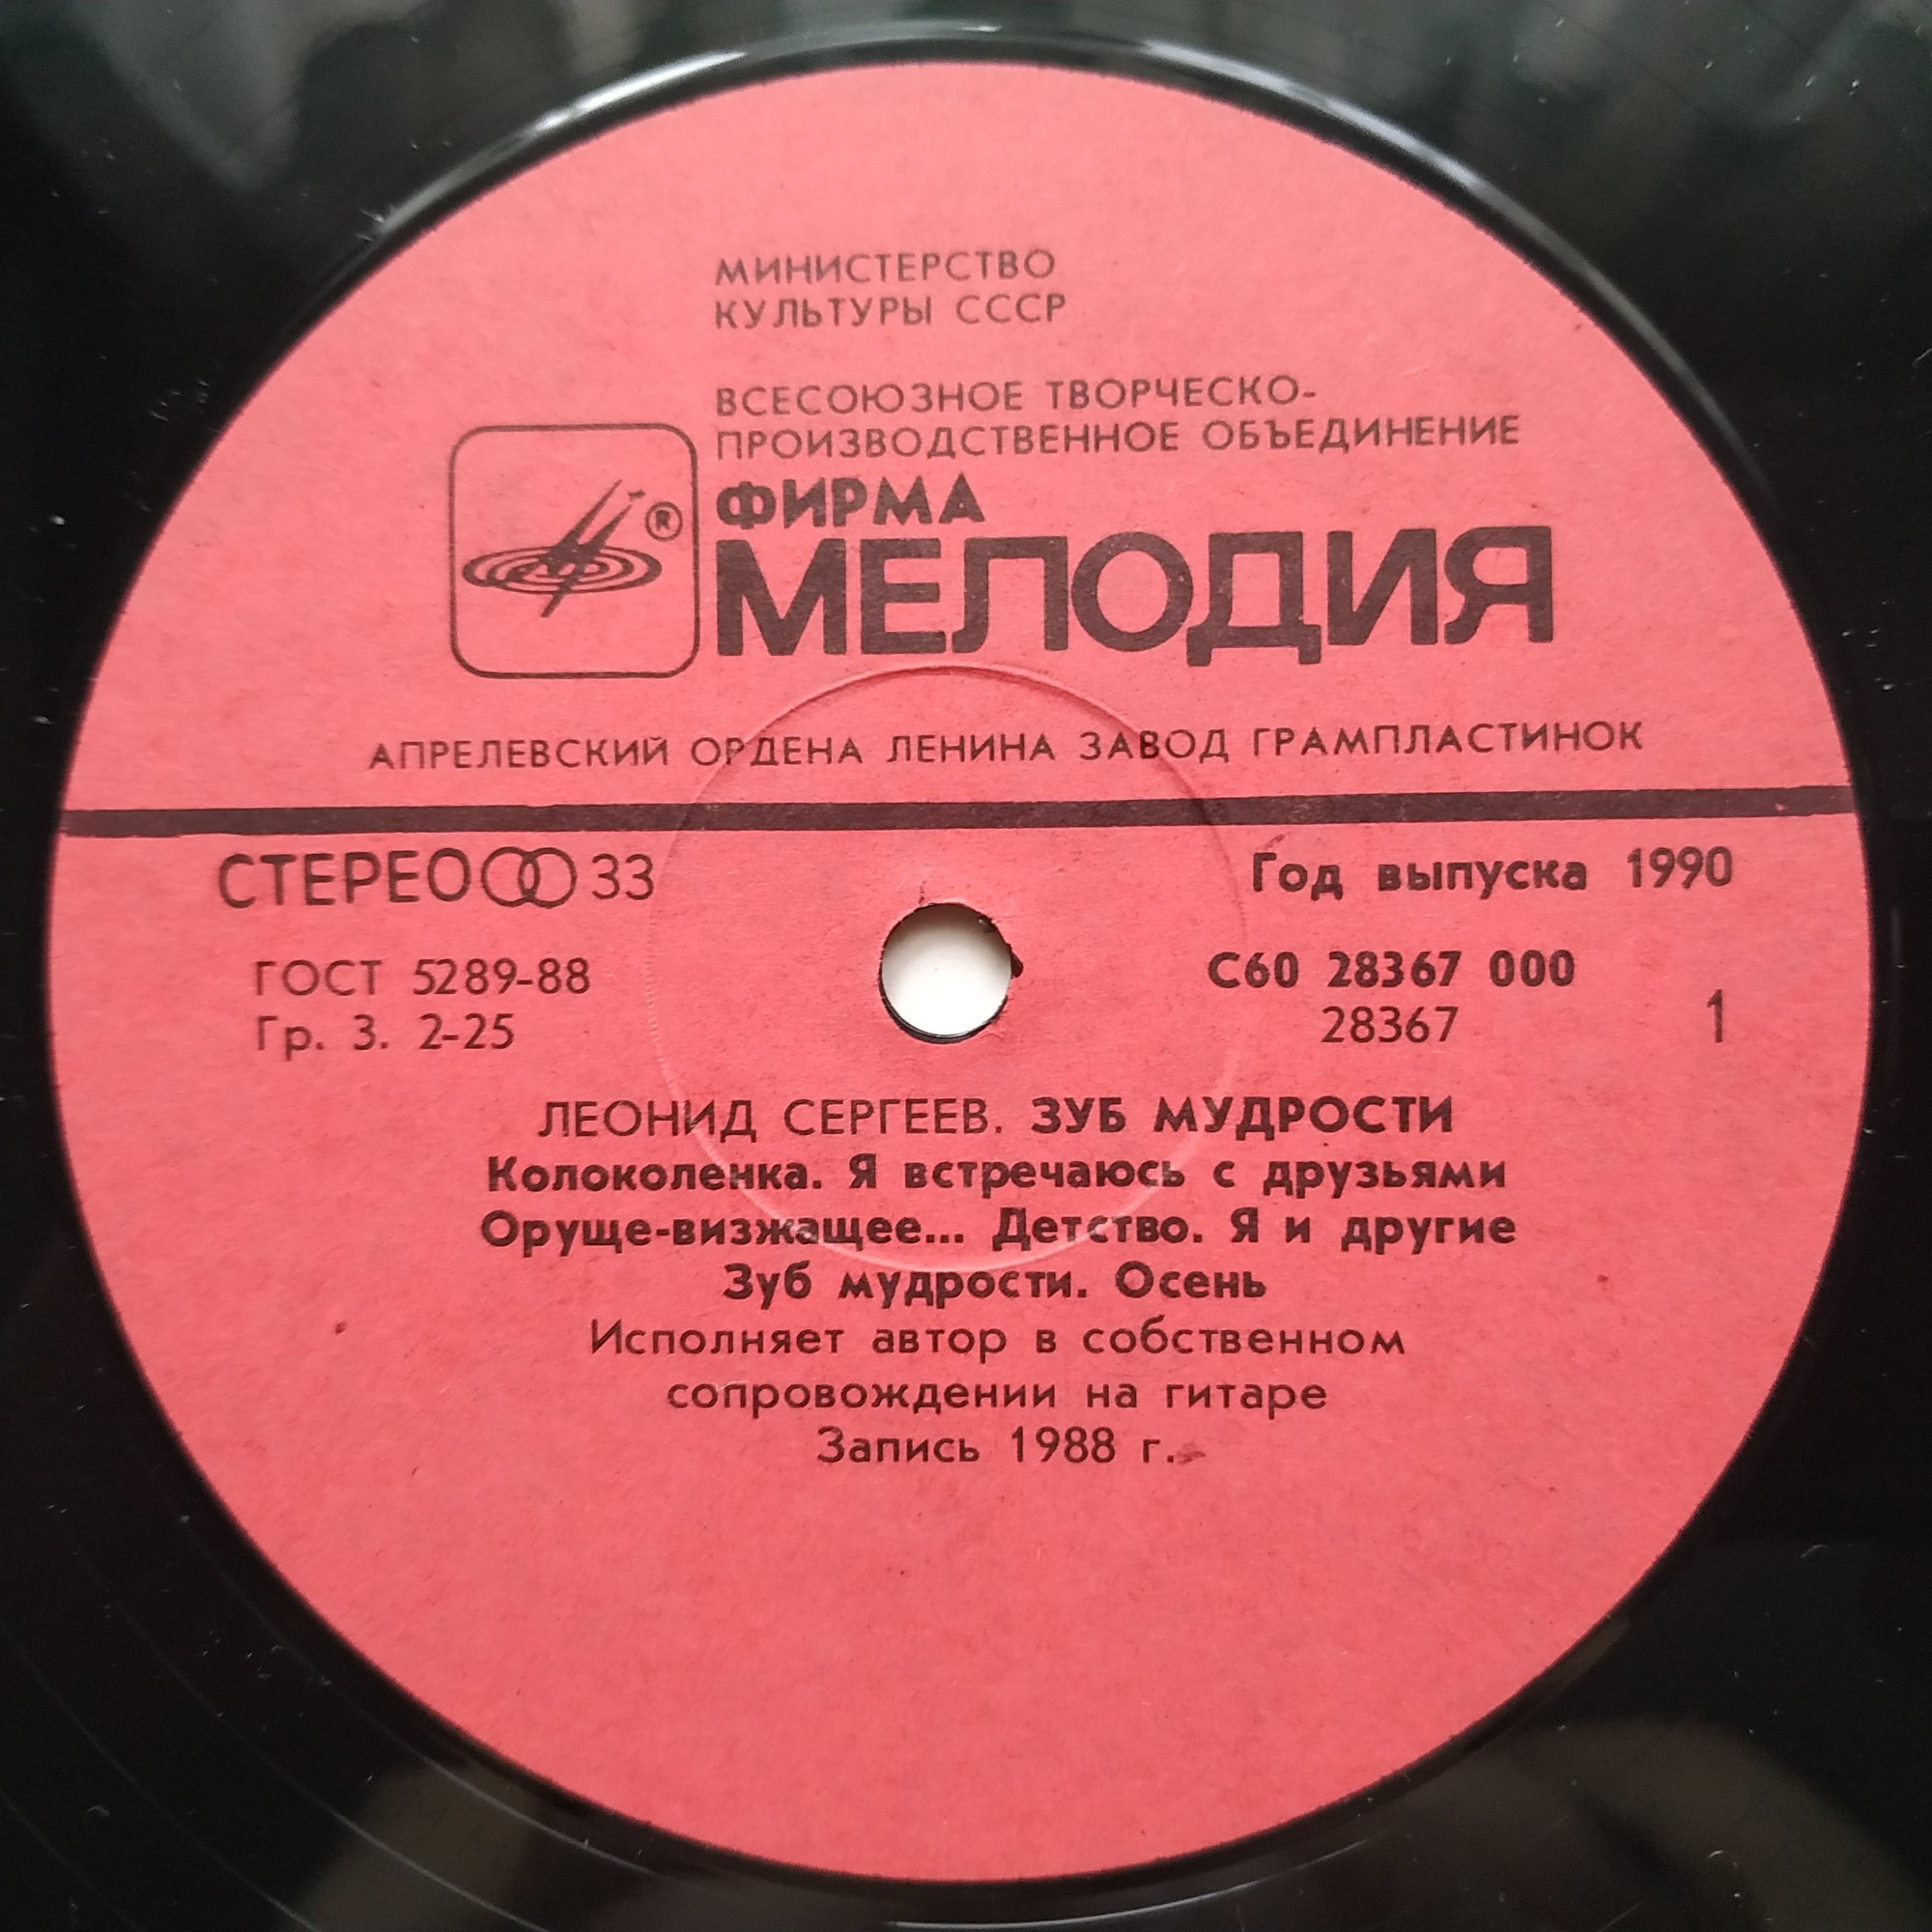 МИНИСТЕРСТВО
КУЛЬТУРЫ СССР
ВСЕСОЮЗНОЕ ТВОРЧЕСКО-
ПРОИЗВОДСТВЕННОЕ ОБЪЕДИНЕНИЕ
ФИРМА
МЕЛОДИЯ
®
АПРЕЛЕВСКИЙ ОРДЕНА ЛЕНИНА ЗАВОД ГРАМПЛАСТИНОК
СТЕРЕО 33
Год выпуска 1990
ГОСТ 5289-88
Гр. 3. 2-25
С60 28367 000
28367
1
ЛЕОНИД СЕРГЕЕВ. ЗУБ МУДРОСТИ
Колоколенка. Я встречаюсь с друзьями
Оруще-визжащее... Детство. Я и другие
Зуб мудрости. Осень
Исполняет автор в собственном
сопровождении на гитаре
Запись 1988 г.